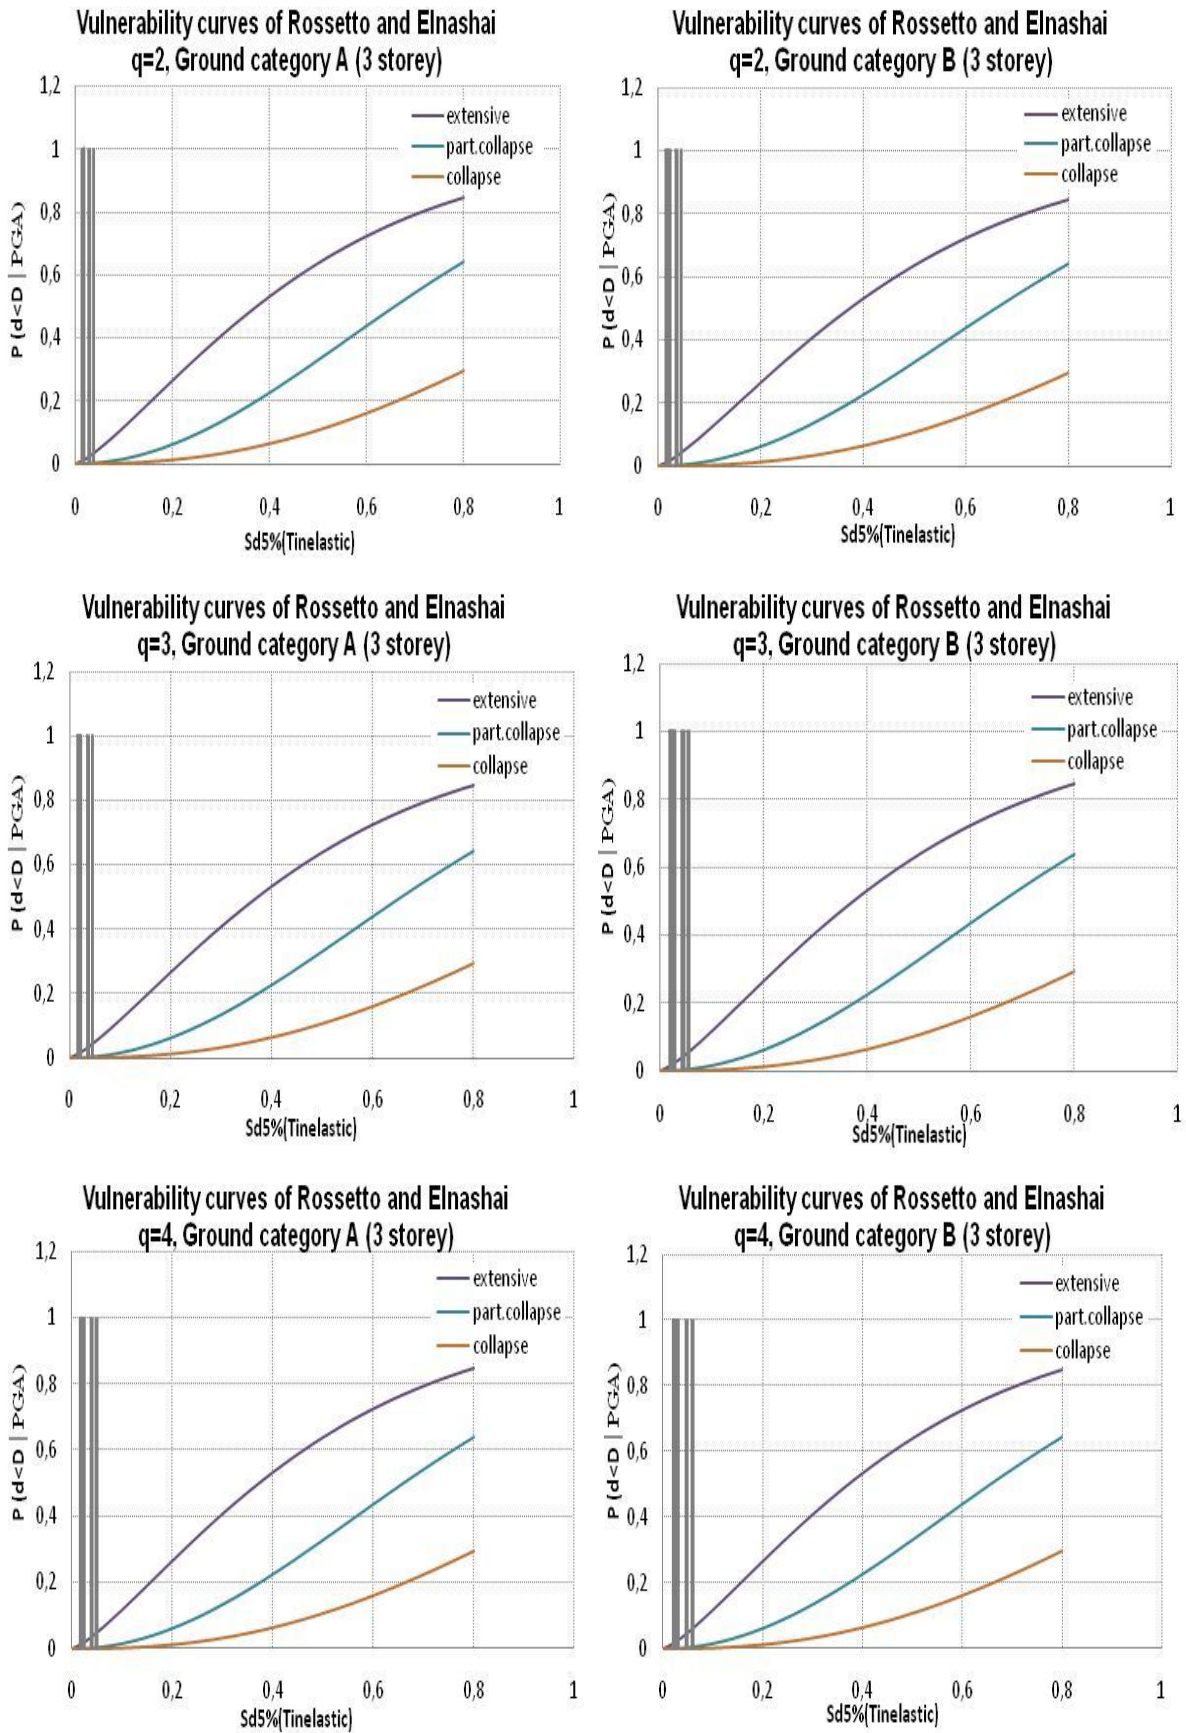 Vulnerability curves of Rossetto and Elnashai
q=2, Ground category A (3 storey)
1,2
1
0,8
0,6
0,4
0,2
0
P (d<D | PGA)
extensive
part.collapse
collapse
0 0,2 0,4 0,6 0,8 1
Sd5%(Tinelastic)
Vulnerability curves of Rossetto and Elnashai
q=2, Ground category B (3 storey)
1,2
1
0,8
0,6
0,4
0,2
0
P (d<D | PGA)
extensive
part.collapse
collapse
0 0,2 0,4 0,6 0,8 1
Sd5%(Tinelastic)
Vulnerability curves of Rossetto and Elnashai
q=3, Ground category A (3 storey)
1,2
1
0,8
0,6
0,4
0,2
0
P (d<D | PGA)
extensive
part.collapse
collapse
0 0,2 0,4 0,6 0,8 1
Sd5%(Tinelastic)
Vulnerability curves of Rossetto and Elnashai
q=3, Ground category B (3 storey)
1,2
1
0,8
0,6
0,4
0,2
0
P (d<D | PGA)
extensive
part.collapse
collapse
0 0,2 0,4 0,6 0,8 1
Sd5%(Tinelastic)
Vulnerability curves of Rossetto and Elnashai
q=4, Ground category A (3 storey)
1,2
1
0,8
0,6
0,4
0,2
0
P (d<D | PGA)
extensive
part.collapse
collapse
0 0,2 0,4 0,6 0,8 1
Sd5%(Tinelastic)
Vulnerability curves of Rossetto and Elnashai
q=4, Ground category B (3 storey)
1,2
1
0,8
0,6
0,4
0,2
0
P (d<D | PGA)
extensive
part.collapse
collapse
0 0,2 0,4 0,6 0,8 1
Sd5%(Tinelastic)